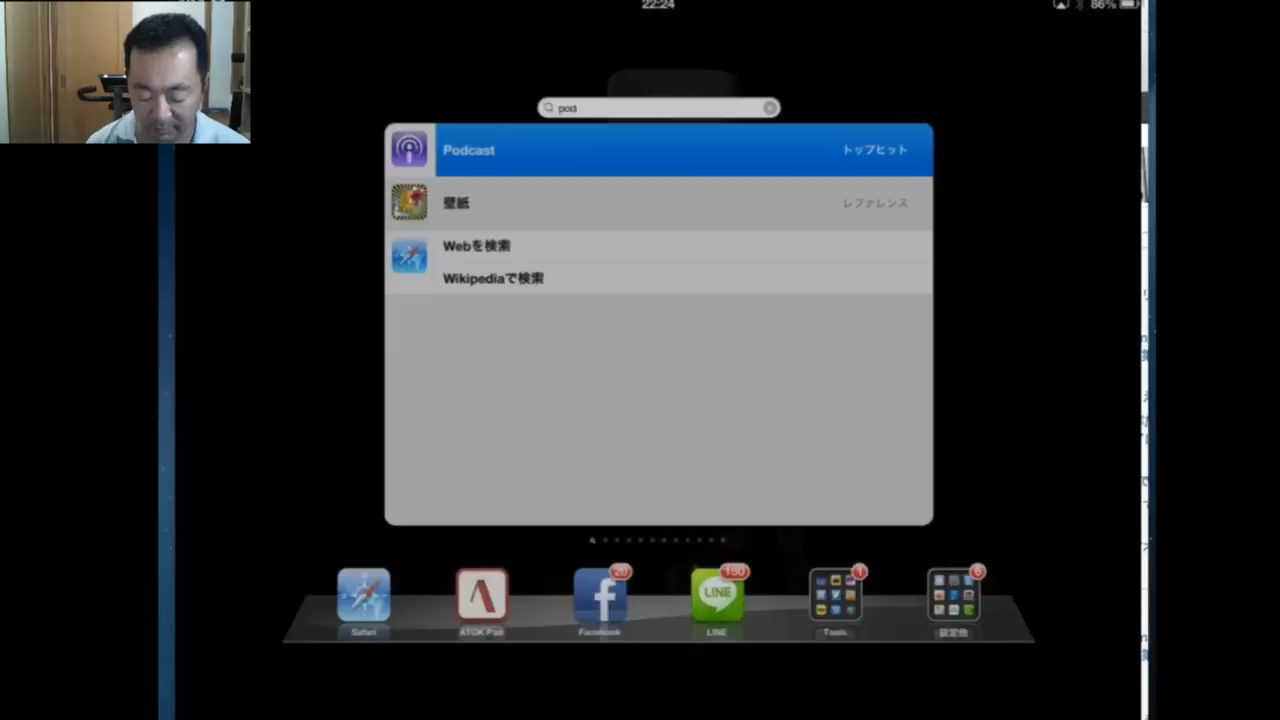 22:24
86%
pod
Podcast
トップヒット
壁紙
レファレンス
Webを検索
Wikipediaで検索
20
150
LINE
1
6
Safari
ATOK Pad
Facebook
LINE
Tools
設定他